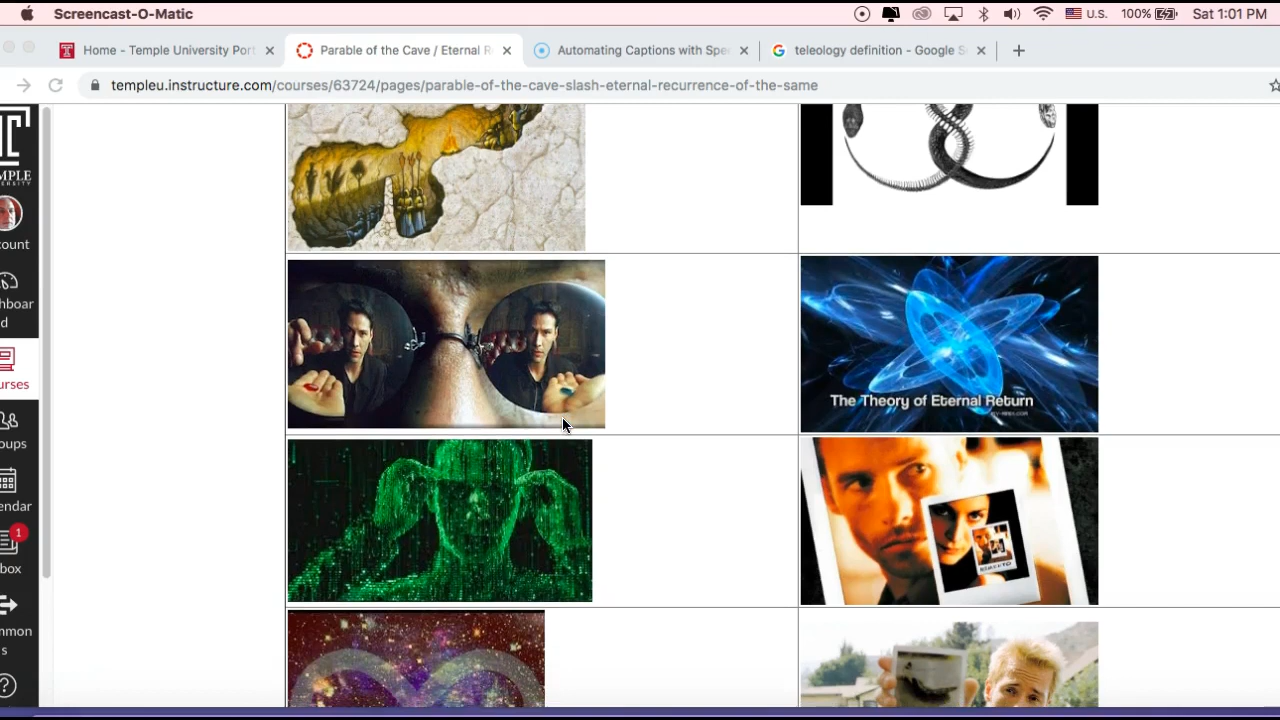 Screencast-O-Matic
U.S.
100%
Sat 1:01 PM
Home - Temple University Port
Parable of the Cave / Eternal R
Automating Captions with Spe
teleology definition - Google S
templeu.instructure.com/courses/63724/pages/parable-of-the-cave-slash-eternal-recurrence-of-the-same
MPLE
count
hboar
d
urses
oups
endar
1
box
mmon
s
The Theory of Eternal Return